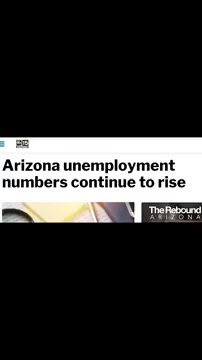 Arizona unemployment
numbers continue to rise
The Rebound
ARIZONA